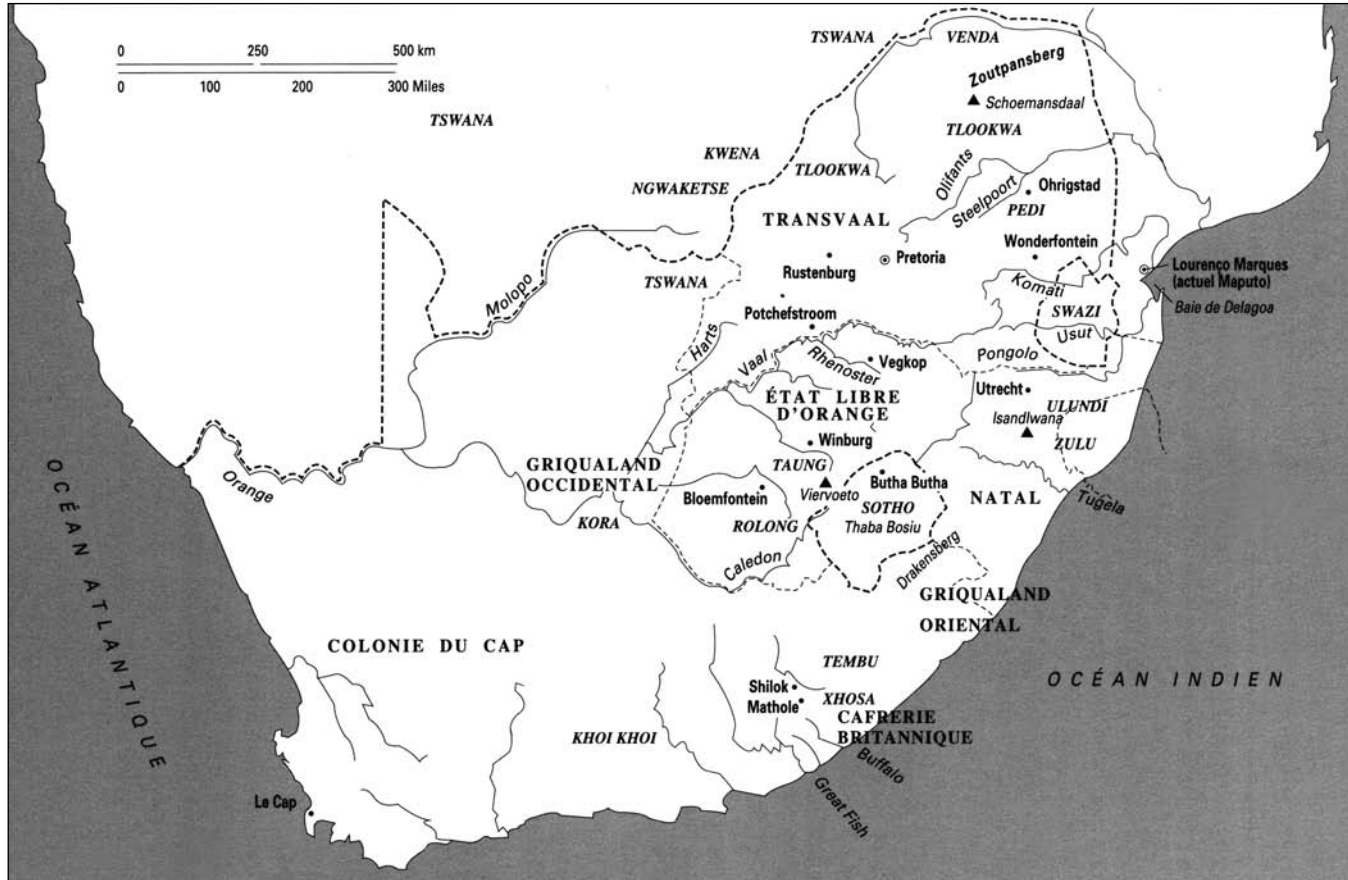 0 250 500 km
0 100 200 300 Miles
TSWANA
VENDA
Zoutpansberg
Schoemansdaal
TSWANA
TLOOKWA
KWENA
TLOOKWA
Olifants
NGWAKETSE
Steelpoort
Ohrigstad
PEDI
TRANSVAAL
Wonderfontein
Rustenburg
Pretoria
Lourenço Marques
(actuel Maputo)
Baie de Delagoa
TSWANA
Komati
Molopo
SWAZI
Potchefstroom
Usut
Harts
Vaal
Rhenoster
Vegkop
Pongolo
ÉTAT LIBRE
D'ORANGE
Utrecht
ULUNDI
Isandlwana
ZULU
Winburg
GRIQUALAND
OCCIDENTAL
TAUNG
Butha Butha
Orange
Bloemfontein
Viervoeto
SOTHO
NATAL
Tugela
KORA
ROLONG
Thaba Bosiu
Caledon
Drakensberg
GRIQUALAND
ORIENTAL
OCÉAN ATLANTIQUE
COLONIE DU CAP
TEMBU
OCÉAN INDIEN
Shilok
Mathole
XHOSA
CAFRERIE
BRITANNIQUE
KHOI KHOI
Buffalo
Great Fish
Le Cap